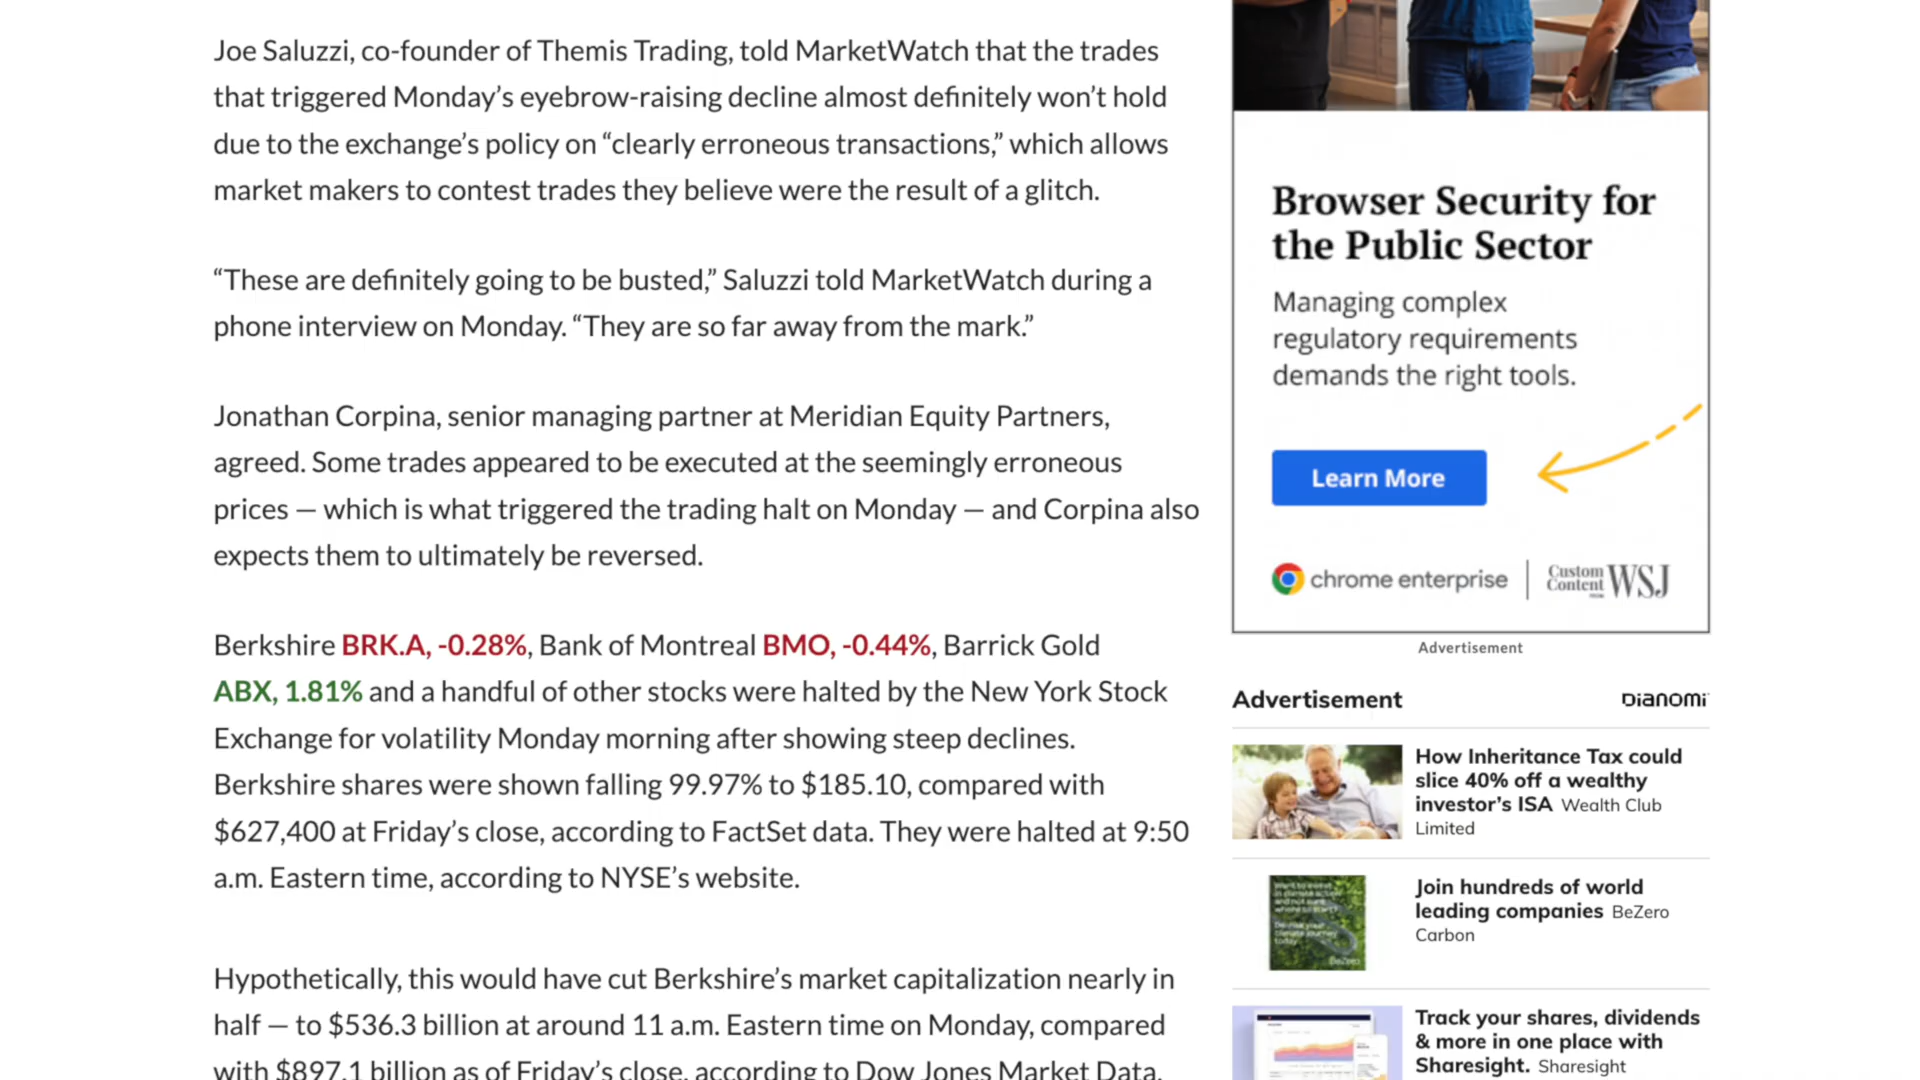 Joe Saluzzi, co-founder of Themis Trading, told MarketWatch that the trades
that triggered Monday’s eyebrow-raising decline almost definitely won’t hold
due to the exchange’s policy on “clearly erroneous transactions,” which allows
market makers to contest trades they believe were the result of a glitch.
“These are definitely going to be busted,” Saluzzi told MarketWatch during a
phone interview on Monday. “They are so far away from the mark.”
Jonathan Corpina, senior managing partner at Meridian Equity Partners,
agreed. Some trades appeared to be executed at the seemingly erroneous
prices — which is what triggered the trading halt on Monday — and Corpina also
expects them to ultimately be reversed.
Berkshire BRK.A, -0.28%, Bank of Montreal BMO, -0.44%, Barrick Gold
ABX, 1.81% and a handful of other stocks were halted by the New York Stock
Exchange for volatility Monday morning after showing steep declines.
Berkshire shares were shown falling 99.97% to $185.10, compared with
$627,400 at Friday’s close, according to FactSet data. They were halted at 9:50
a.m. Eastern time, according to NYSE’s website.
Hypothetically, this would have cut Berkshire’s market capitalization nearly in
half — to $536.3 billion at around 11 a.m. Eastern time on Monday, compared
with $897.1 billion as of Friday’s close, according to Dow Jones Market Data.
Browser Security for
the Public Sector
Managing complex
regulatory requirements
demands the right tools.
Learn More
chrome enterprise
Custom
Content
WSJ
Advertisement
Advertisement
DIANOMI
How Inheritance Tax could
slice 40% off a wealthy
investor’s ISA Wealth Club
Limited
Join hundreds of world
leading companies BeZero
Carbon
Track your shares, dividends
& more in one place with
Sharesight. Sharesight